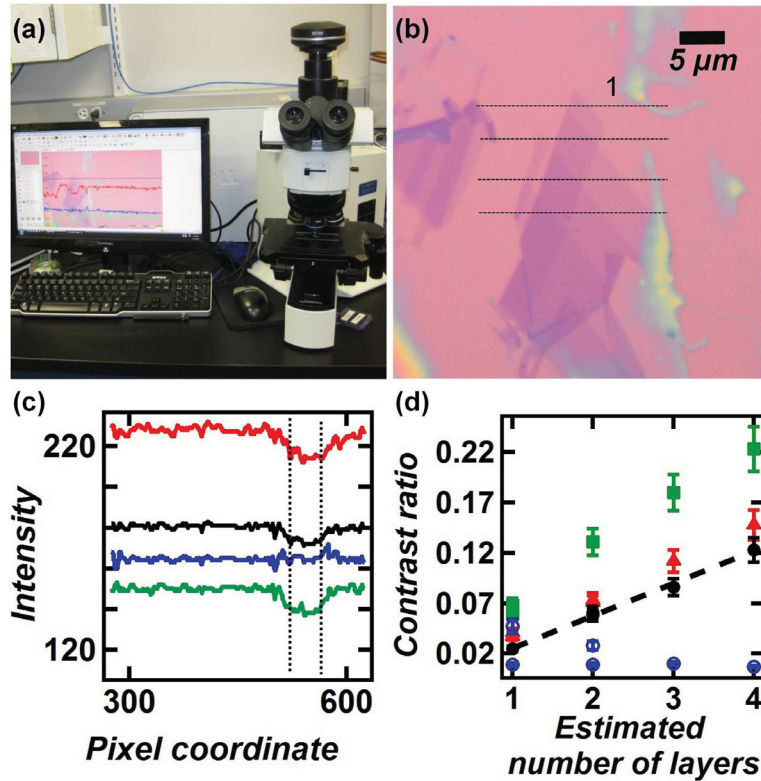 (a)
(b)
5 μm
1
(c)
220
120
300
600
Intensity
Pixel coordinate
(d)
0.22
0.17
0.12
0.07
0.02
1
2
3
4
Contrast ratio
Estimated
number of layers